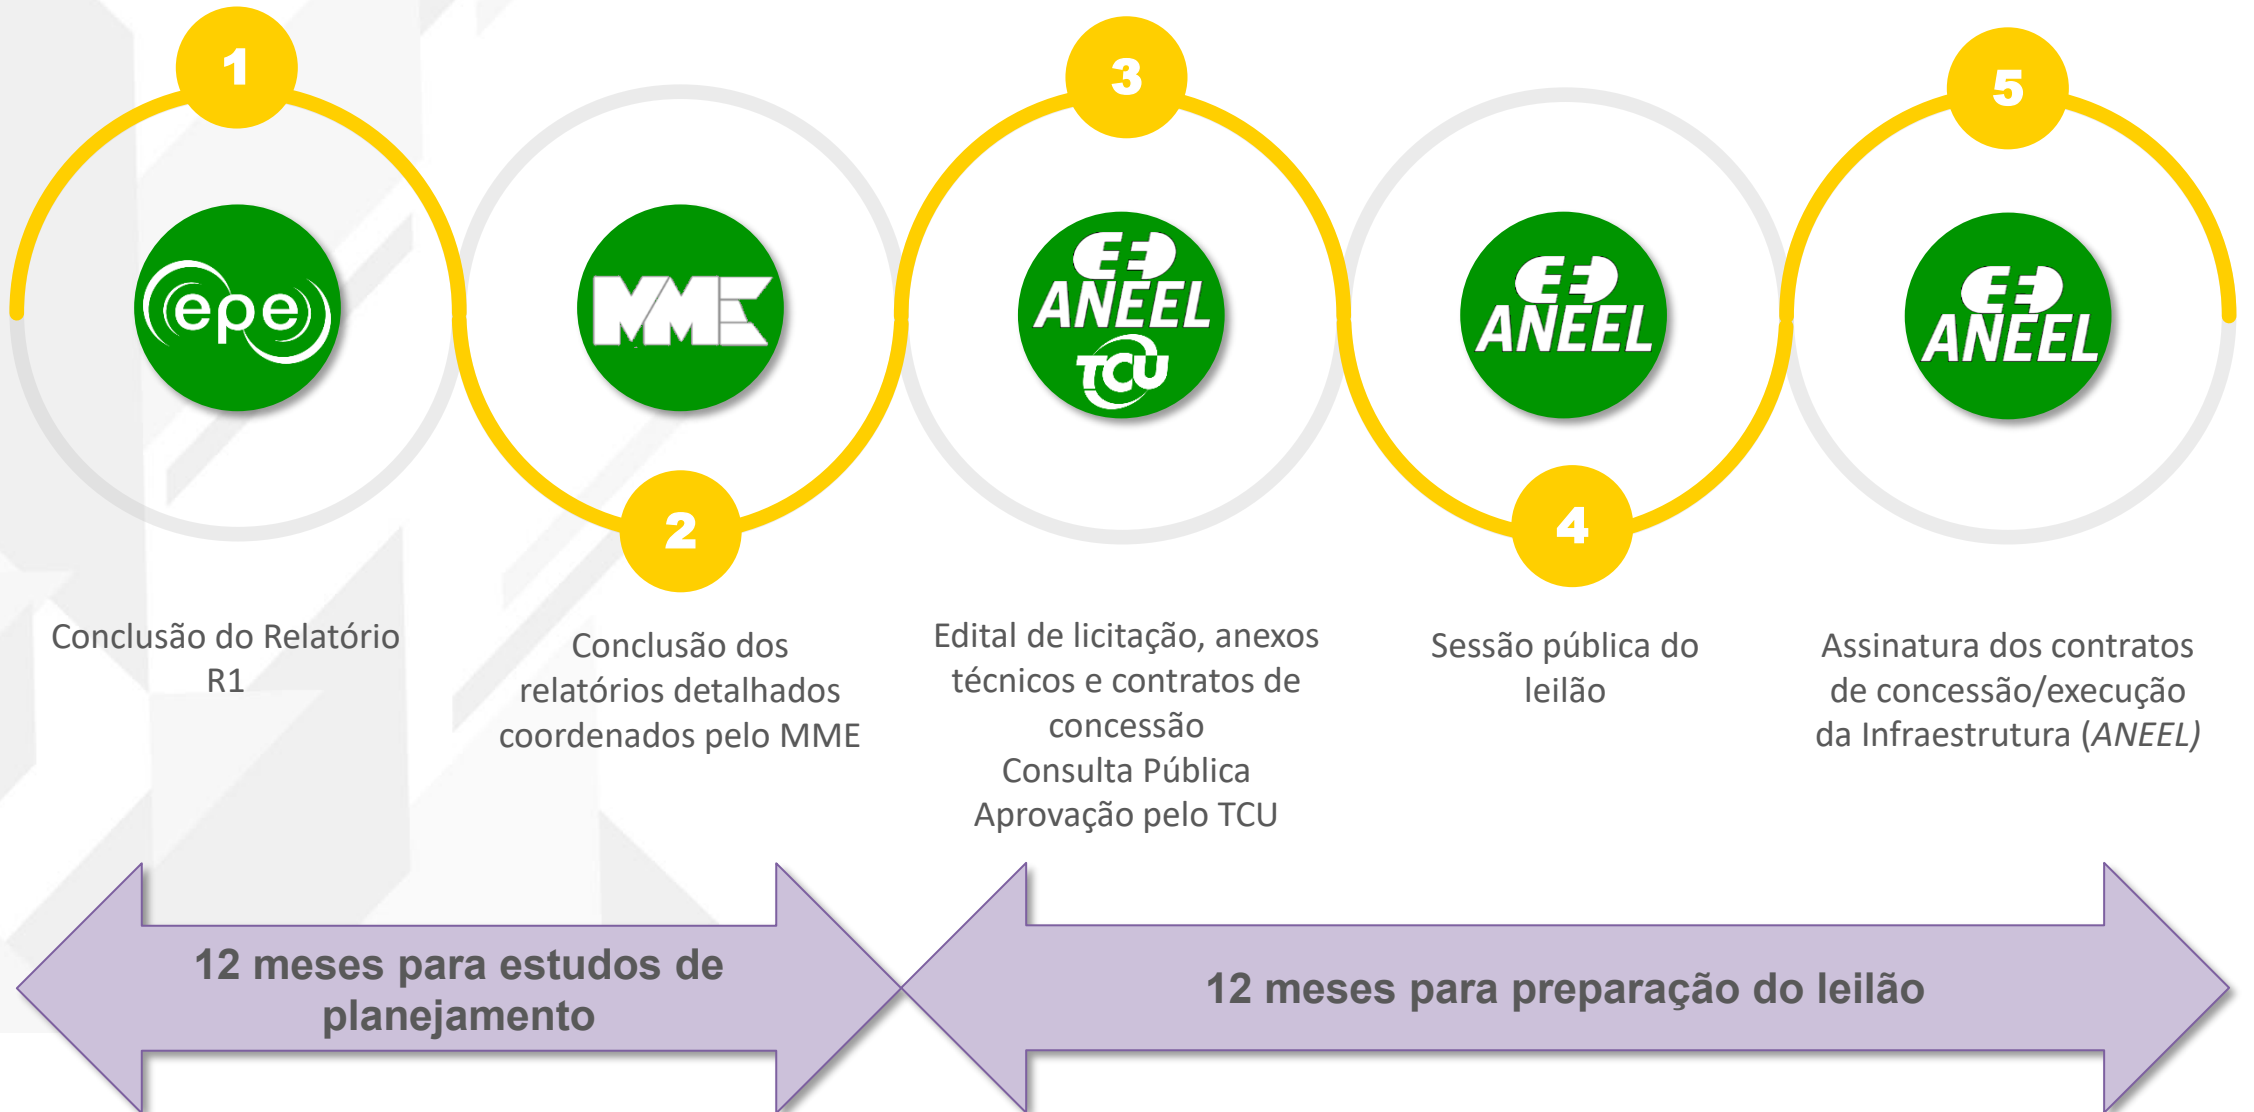 1
epe
Conclusão do Relatório
R1
2
MME
Conclusão dos
relatórios detalhados
coordenados pelo MME
3
ANEEL
TCU
Edital de licitação, anexos
técnicos e contratos de
concessão
Consulta Pública
Aprovação pelo TCU
4
ANEEL
Sessão pública do
leilão
5
ANEEL
Assinatura dos contratos
de concessão/execução
da Infraestrutura (ANEEL)
12 meses para estudos de
planejamento
12 meses para preparação do leilão